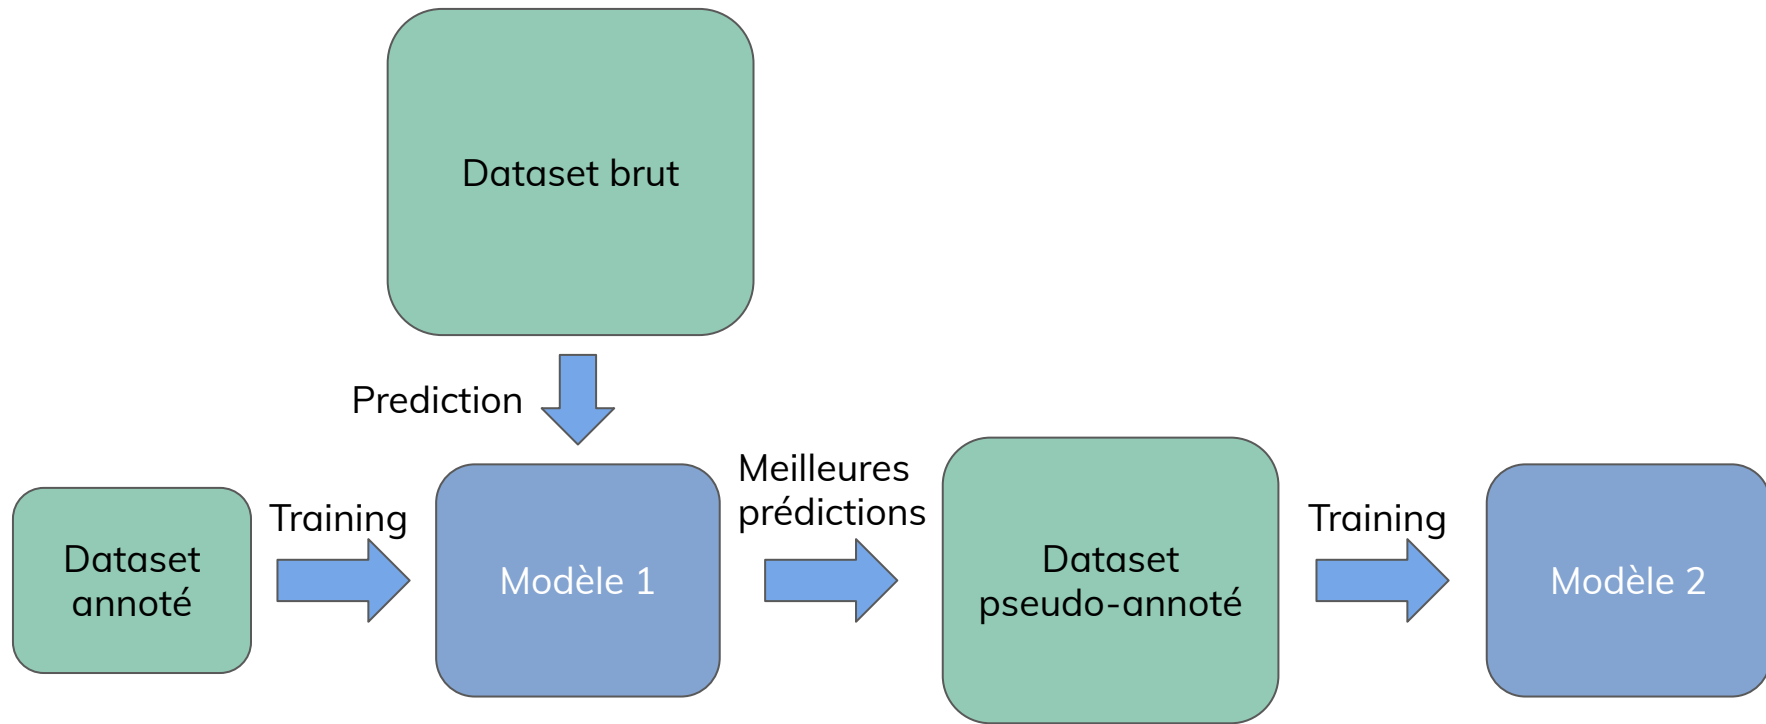 Dataset brut
Prediction
Dataset
annoté
Training
Modèle 1
Meilleures
prédictions
Dataset
pseudo-annoté
Training
Modèle 2